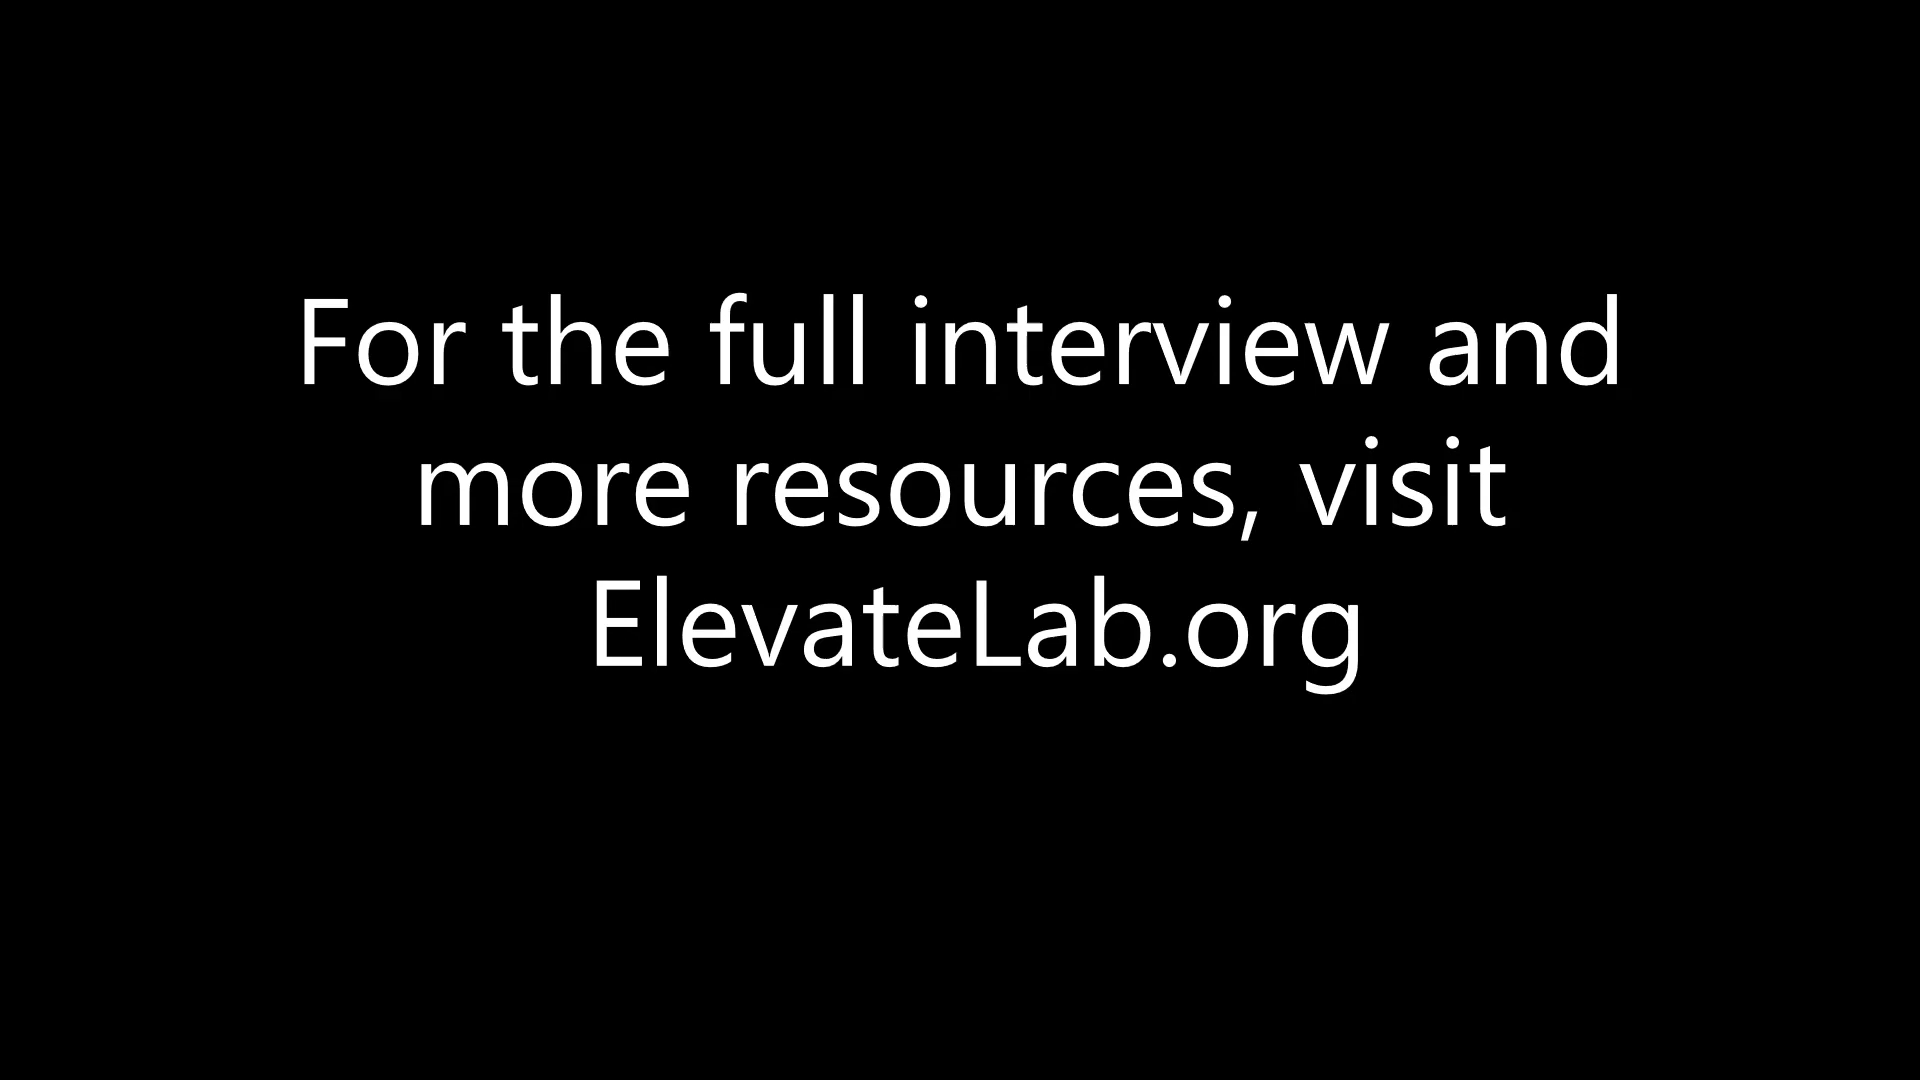 For the full interview and
more resources, visit
ElevateLab.org